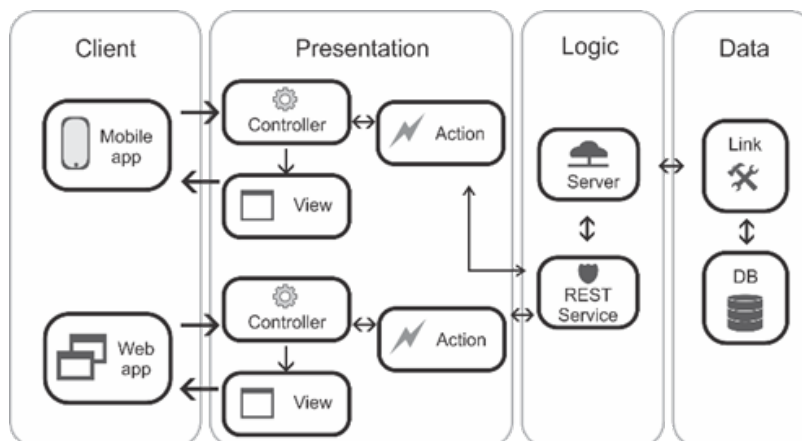 Client
Presentation
Logic
Data
Mobile
app
Controller
Action
View
Server
Link
REST
Service
DB
Web
app
Controller
Action
View